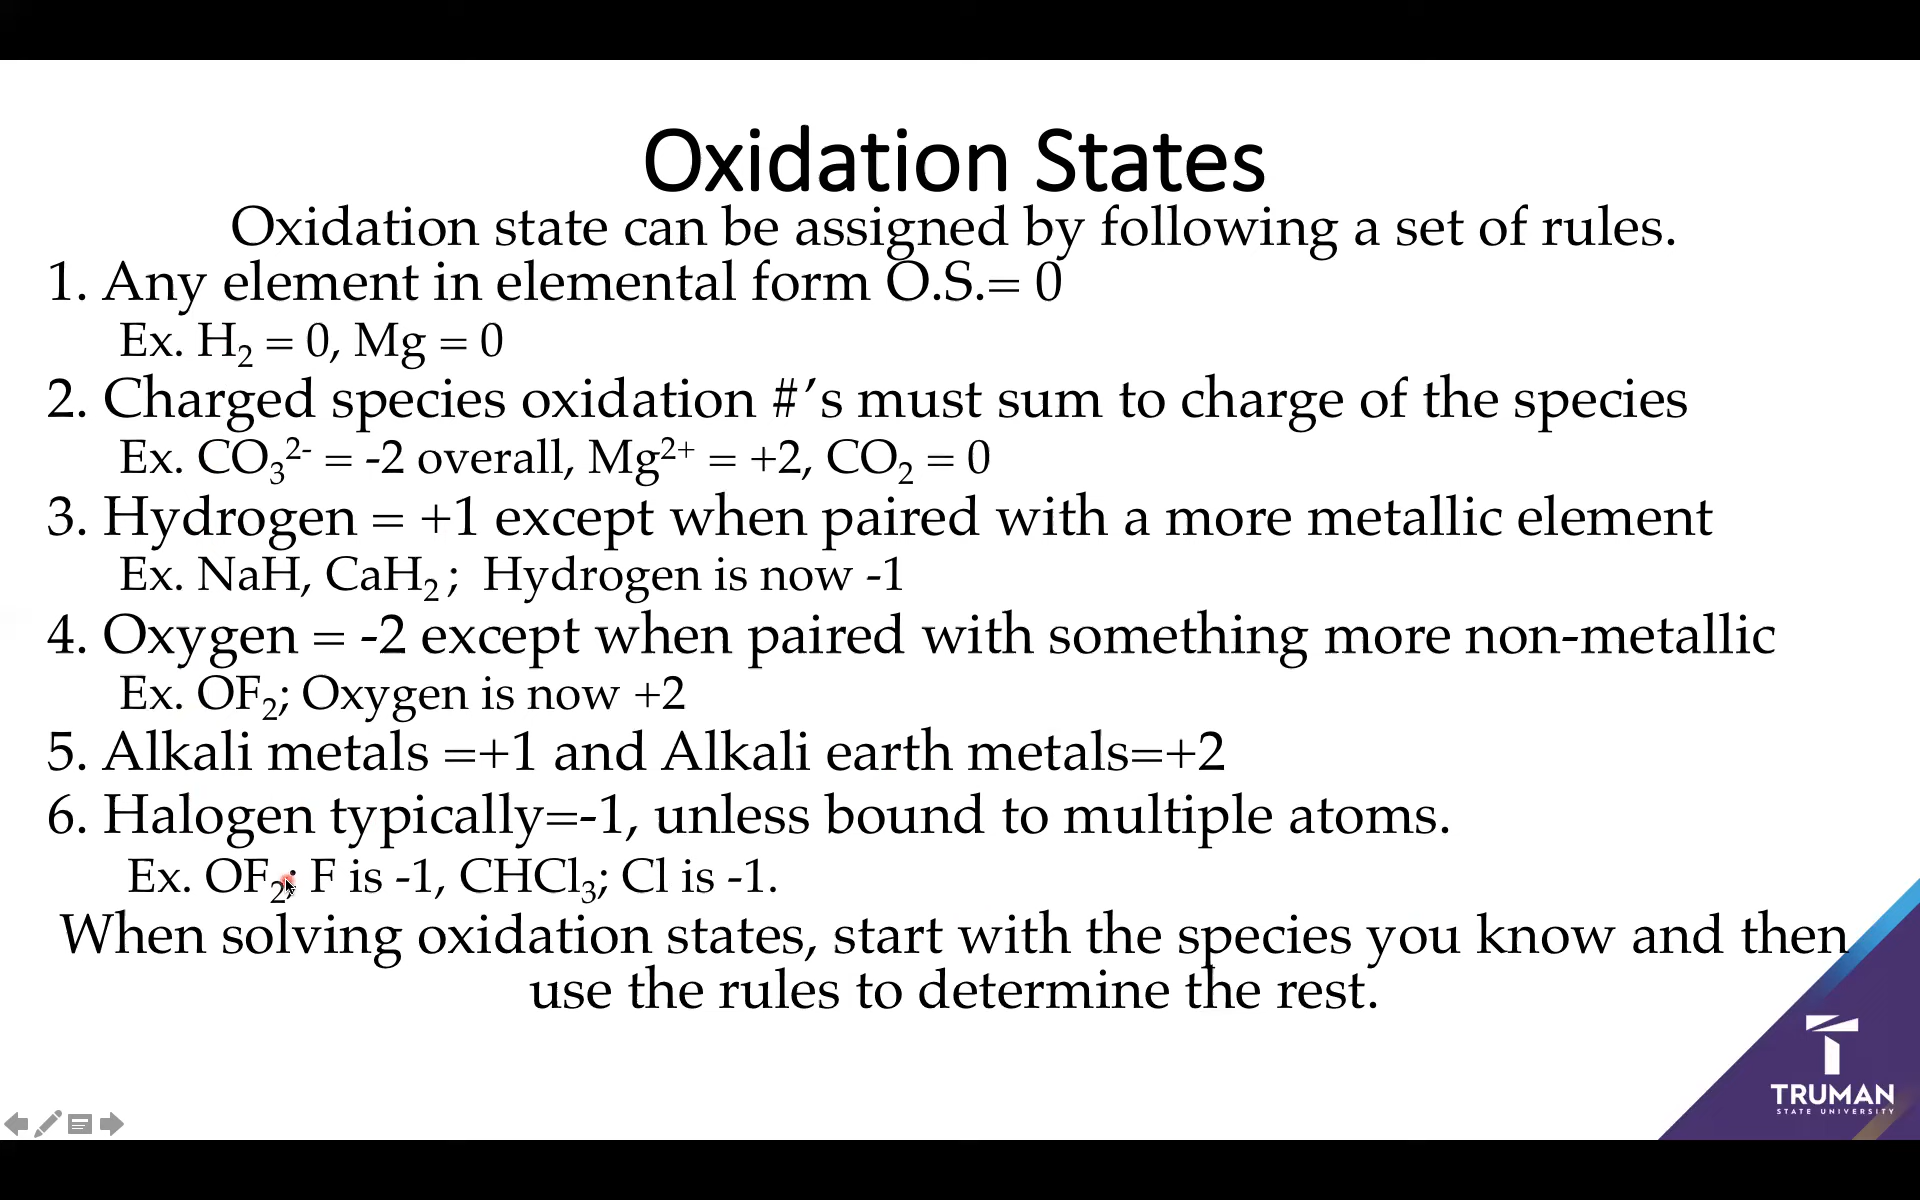 Oxidation States
Oxidation state can be assigned by following a set of rules.
1. Any element in elemental form O.S.= 0
Ex. H₂ = 0, Mg = 0
2. Charged species oxidation #’s must sum to charge of the species
Ex. CO₃²⁻ = -2 overall, Mg²⁺ = +2, CO₂ = 0
3. Hydrogen = +1 except when paired with a more metallic element
Ex. NaH, CaH₂ ; Hydrogen is now -1
4. Oxygen = -2 except when paired with something more non-metallic
Ex. OF₂; Oxygen is now +2
5. Alkali metals =+1 and Alkali earth metals=+2
6. Halogen typically=-1, unless bound to multiple atoms.
Ex. OF₂; F is -1, CHCl₃; Cl is -1.
When solving oxidation states, start with the species you know and then
use the rules to determine the rest.
TRUMAN
STATE UNIVERSITY